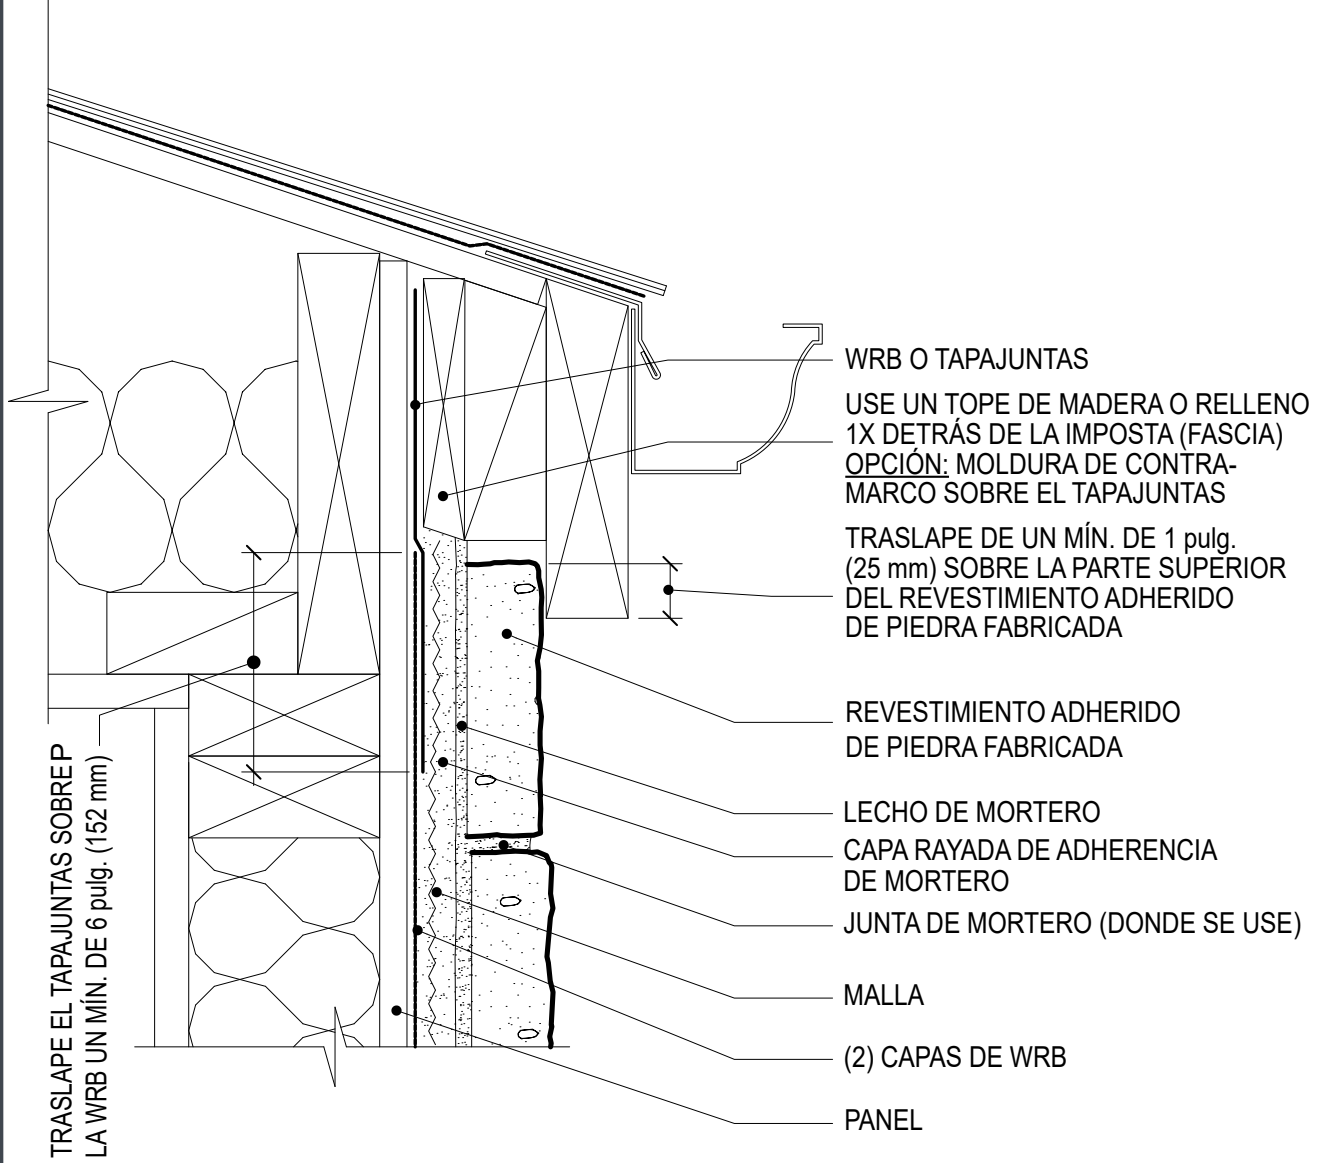 WRB O TAPAJUNTAS
USE UN TOPE DE MADERA O RELLENO
1X DETRÁS DE LA IMPOSTA (FASCIA)
OPCIÓN: MOLDURA DE CONTRA-
MARCO SOBRE EL TAPAJUNTAS
TRASLAPE DE UN MÍN. DE 1 pulg.
(25 mm) SOBRE LA PARTE SUPERIOR
DEL REVESTIMIENTO ADHERIDO
DE PIEDRA FABRICADA
REVESTIMIENTO ADHERIDO
DE PIEDRA FABRICADA
LECHO DE MORTERO
CAPA RAYADA DE ADHERENCIA
DE MORTERO
JUNTA DE MORTERO (DONDE SE USE)
MALLA
(2) CAPAS DE WRB
PANEL
TRASLAPE EL TAPAJUNTAS SOBRE P
LA WRB UN MÍN. DE 6 pulg. (152 mm)